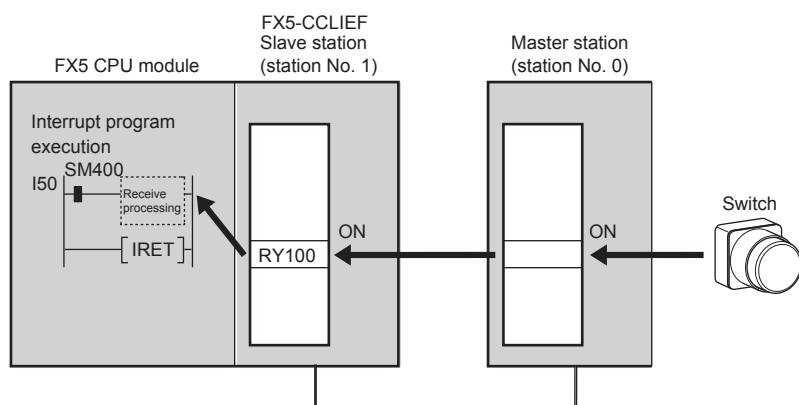 FX5-CCLIEF
FX5 CPU module
Slave station
(station No. 1)
Master station
(station No. 0)
Interrupt program
execution
SM400
I50
Receive
processing
IRET
ON
RY100
ON
Switch